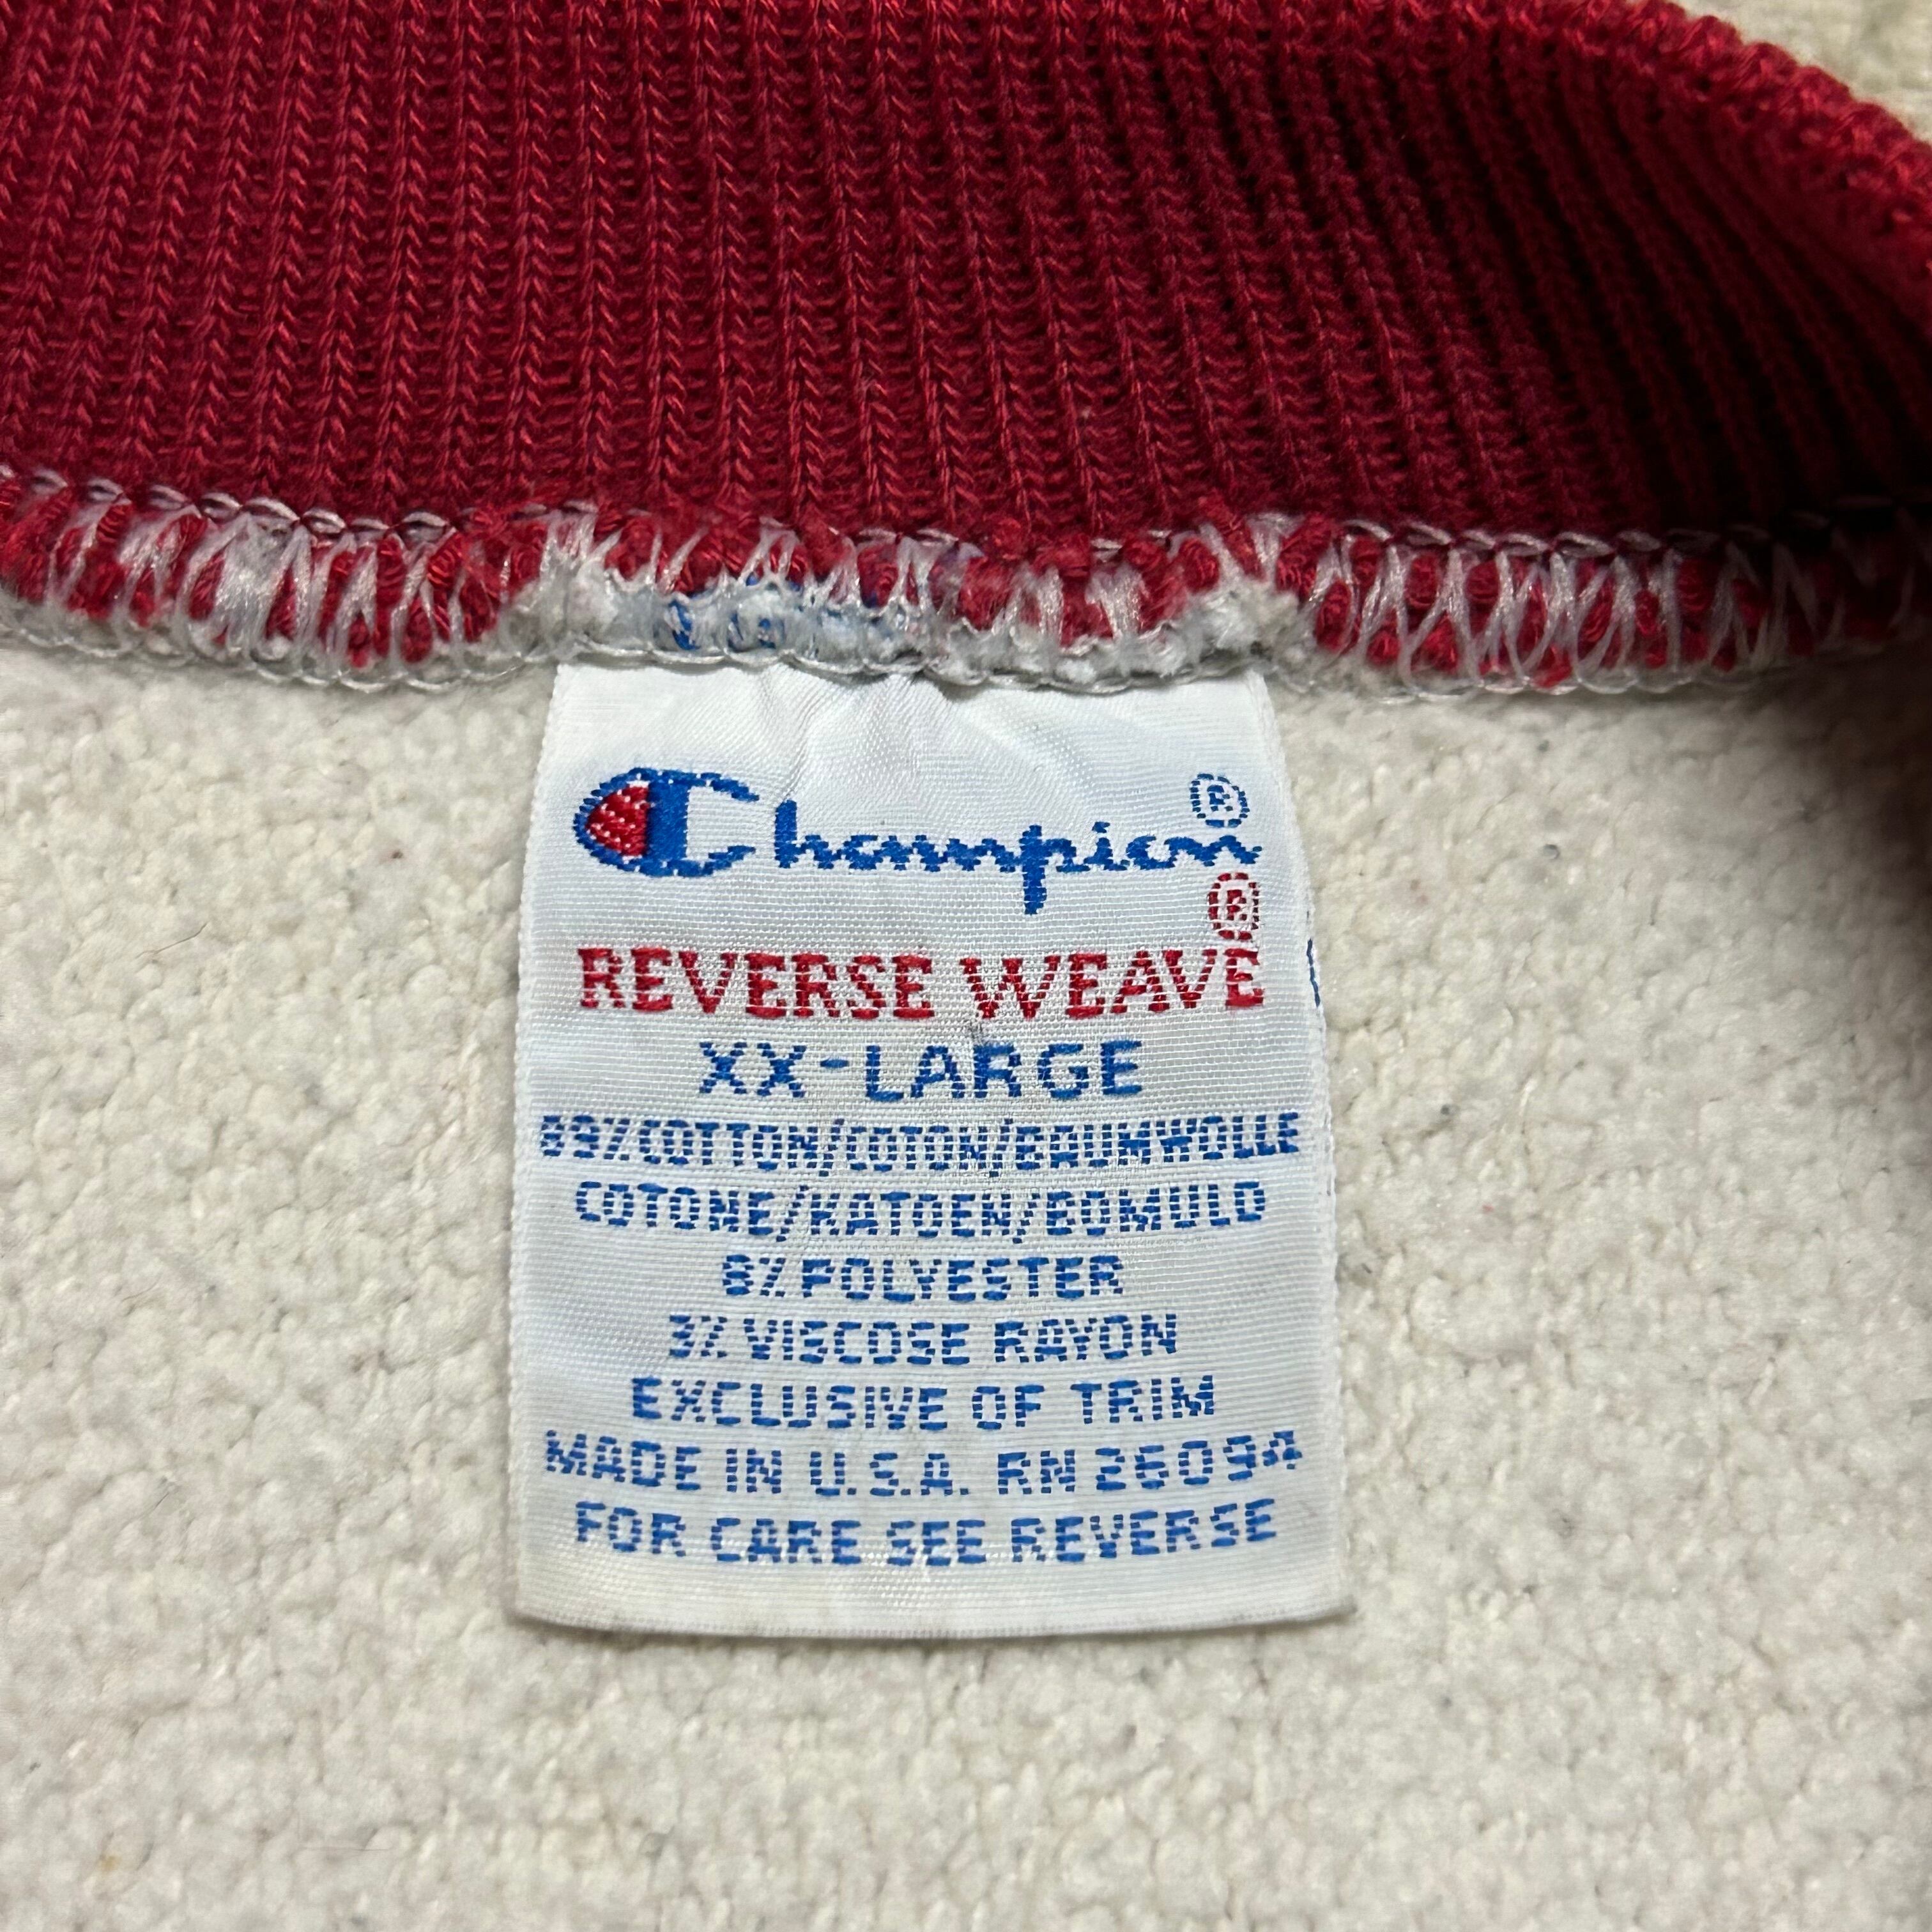 Champion®
®
REVERSE WEAVE
XX-LARGE
89%COTTON/COTON/BAUMWOLLE
COTONE/KATOEN/BOMULD
8% POLYESTER
3% VISCOSE RAYON
EXCLUSIVE OF TRIM
MADE IN U.S.A. RN 26094
FOR CARE SEE REVERSE